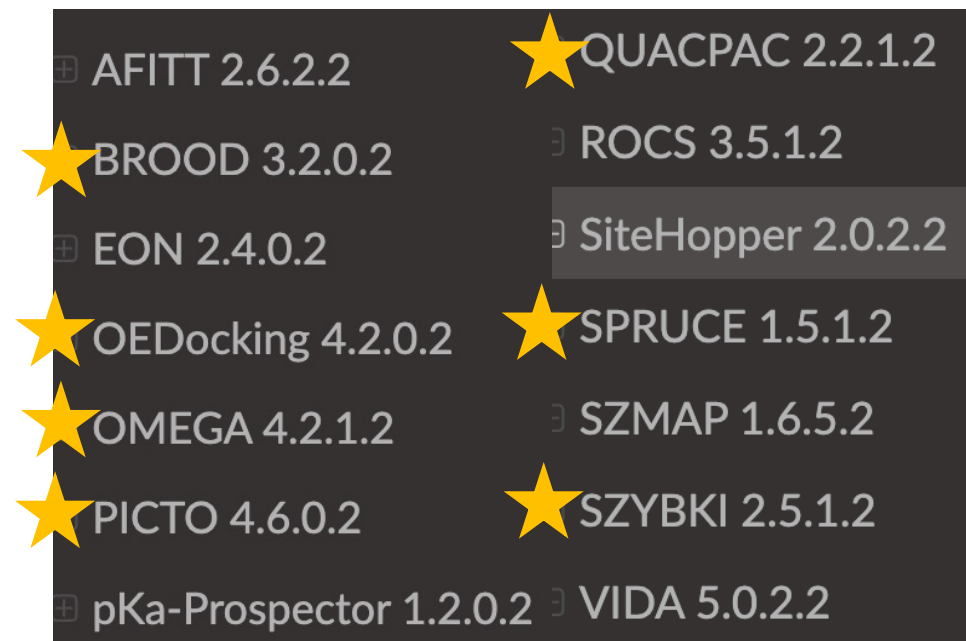 AFITT 2.6.2.2
BROOD 3.2.0.2
EON 2.4.0.2
OEDocking 4.2.0.2
OMEGA 4.2.1.2
PICTO 4.6.0.2
pKa-Prospector 1.2.0.2
QUACPAC 2.2.1.2
ROCS 3.5.1.2
SiteHopper 2.0.2.2
SPRUCE 1.5.1.2
SZMAP 1.6.5.2
SZYBKI 2.5.1.2
VIDA 5.0.2.2